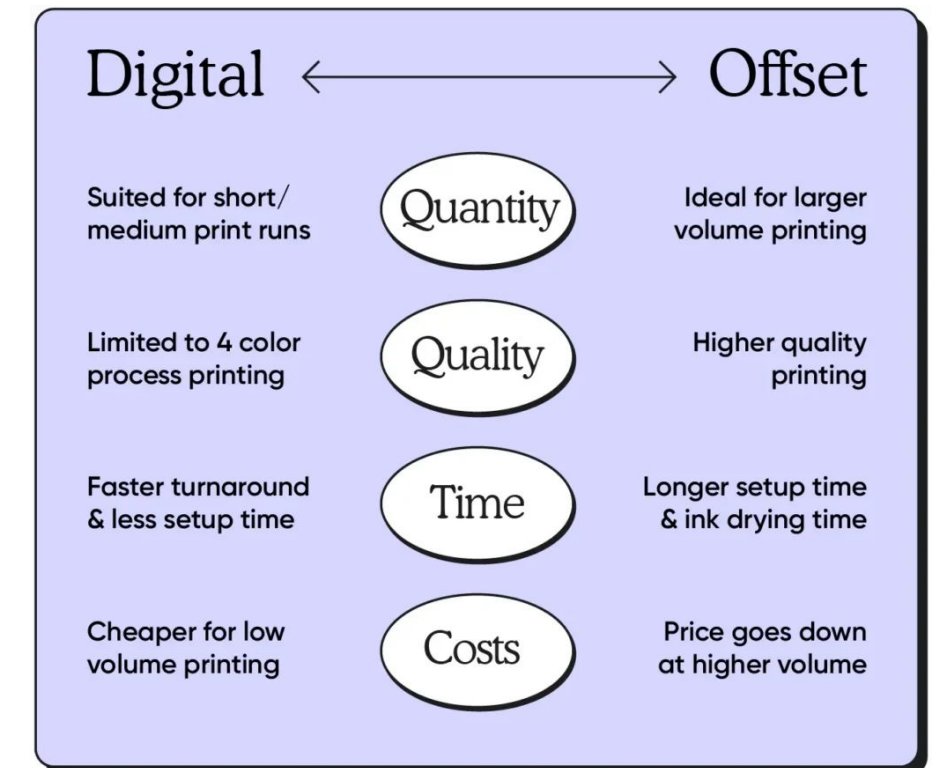 Digital
Offset
Suited for short/
medium print runs
Quantity
Ideal for larger
volume printing
Limited to 4 color
process printing
Quality
Higher quality
printing
Faster turnaround
& less setup time
Time
Longer setup time
& ink drying time
Cheaper for low
volume printing
Costs
Price goes down
at higher volume